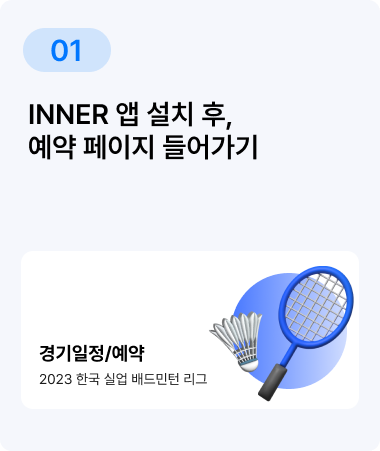 01
INNER 앱 설치 후,
예약 페이지 들어가기
경기일정/예약
2023 한국 실업 배드민턴 리그